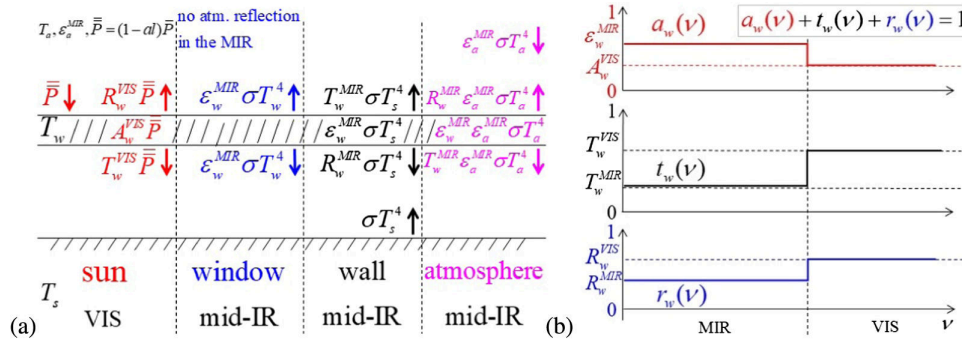 T_a, ε_a^{MIR}, P̿ = (1−al)P̄
no atm. reflection
in the MIR
ε_a^{MIR}σT_a^4 ↓
P̿ ↓ R_w^{VIS}P̿ ↑ ε_w^{MIR}σT_w^4 ↑ T_w^{MIR}σT_s^4 ↑ R_w^{MIR}ε_a^{MIR}σT_a^4 ↑
T_w A_w^{VIS}P̿ ε_w^{MIR}σT_s^4 ε_w^{MIR}ε_a^{MIR}σT_a^4
T_w^{VIS}P̿ ↓ ε_w^{MIR}σT_w^4 ↓ R_w^{MIR}σT_s^4 ↓ T_w^{MIR}ε_a^{MIR}σT_a^4 ↓
σT_s^4 ↑
sun window wall atmosphere
T_s
VIS mid-IR mid-IR mid-IR
(a)
1
a_w(ν)
a_w(ν) + t_w(ν) + r_w(ν) = 1
ε_w^{MIR}
A_w^{VIS}
0
1
T_w^{VIS}
T_w^{MIR}
t_w(ν)
0
1
R_w^{VIS}
R_w^{MIR}
r_w(ν)
0
MIR VIS ν
(b)